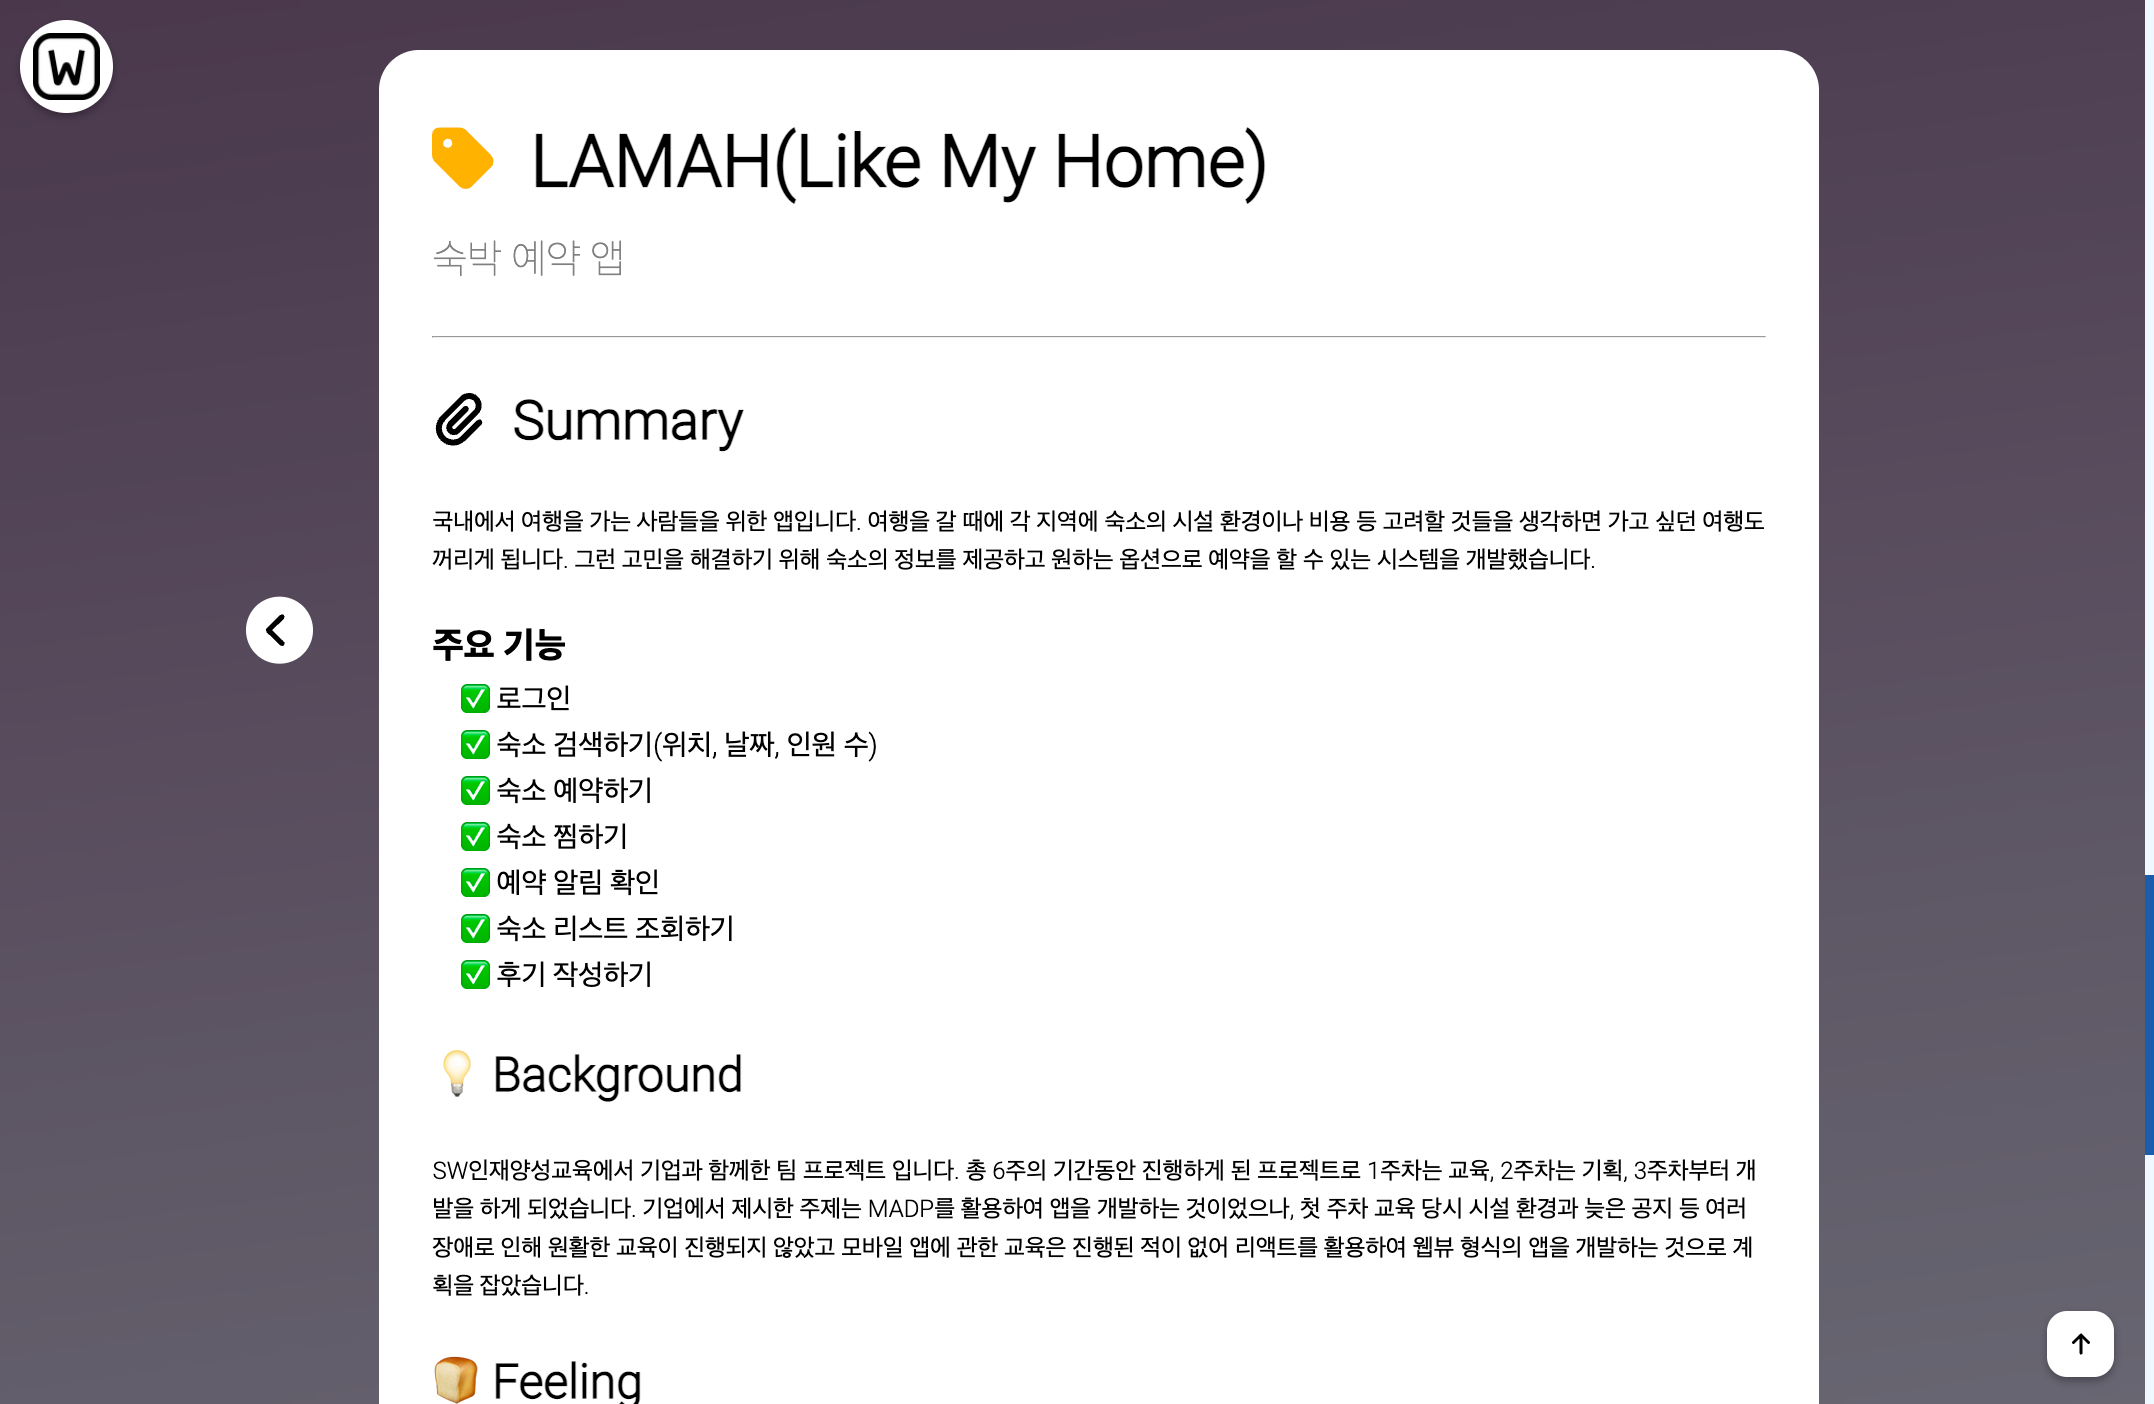 W
LAMAH(Like My Home)
숙박 예약 앱
Summary
국내에서 여행을 가는 사람들을 위한 앱입니다. 여행을 갈 때에 각 지역에 숙소의 시설 환경이나 비용 등 고려할 것들을 생각하면 가고 싶던 여행도
꺼리게 됩니다. 그런 고민을 해결하기 위해 숙소의 정보를 제공하고 원하는 옵션으로 예약을 할 수 있는 시스템을 개발했습니다.
주요 기능
✅ 로그인
✅ 숙소 검색하기(위치, 날짜, 인원 수)
✅ 숙소 예약하기
✅ 숙소 찜하기
✅ 예약 알림 확인
✅ 숙소 리스트 조회하기
✅ 후기 작성하기
💡 Background
SW인재양성교육에서 기업과 함께한 팀 프로젝트 입니다. 총 6주의 기간동안 진행하게 된 프로젝트로 1주차는 교육, 2주차는 기획, 3주차부터 개
발을 하게 되었습니다. 기업에서 제시한 주제는 MADP를 활용하여 앱을 개발하는 것이었으나, 첫 주차 교육 당시 시설 환경과 늦은 공지 등 여러
장애로 인해 원활한 교육이 진행되지 않았고 모바일 앱에 관한 교육은 진행된 적이 없어 리액트를 활용하여 웹뷰 형식의 앱을 개발하는 것으로 계
획을 잡았습니다.
🍞 Feeling